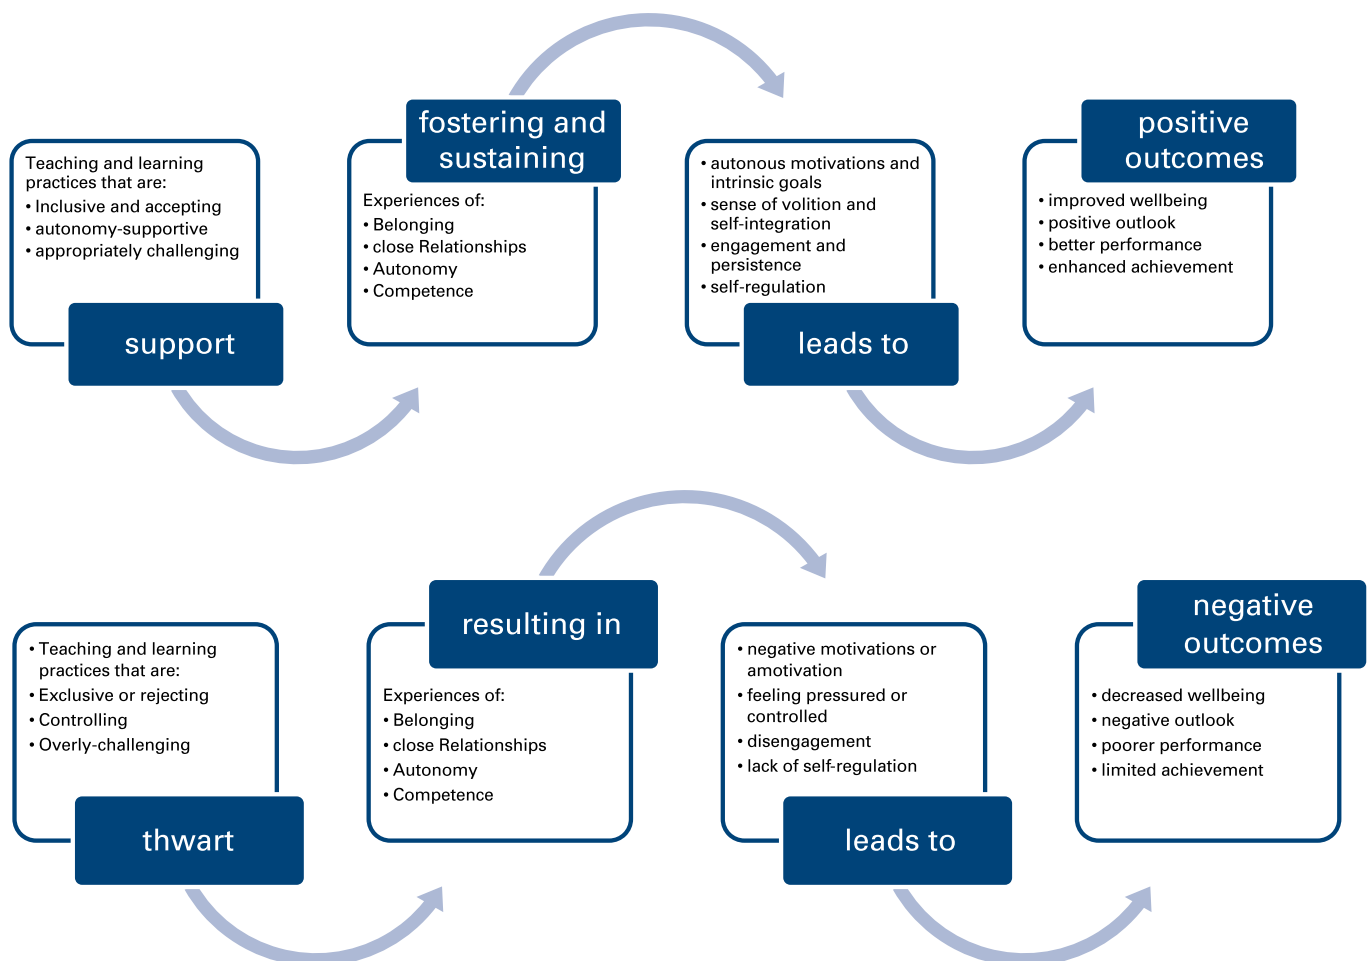 Teaching and learning
practices that are:
• Inclusive and accepting
• autonomy-supportive
• appropriately challenging
support
fostering and
sustaining
Experiences of:
• Belonging
• close Relationships
• Autonomy
• Competence
• autonous motivations and
intrinsic goals
• sense of volition and
self-integration
• engagement and
persistence
• self-regulation
leads to
positive
outcomes
• improved wellbeing
• positive outlook
• better performance
• enhanced achievement
• Teaching and learning
practices that are:
• Exclusive or rejecting
• Controlling
• Overly-challenging
thwart
resulting in
Experiences of:
• Belonging
• close Relationships
• Autonomy
• Competence
• negative motivations or
amotivation
• feeling pressured or
controlled
• disengagement
• lack of self-regulation
leads to
negative
outcomes
• decreased wellbeing
• negative outlook
• poorer performance
• limited achievement